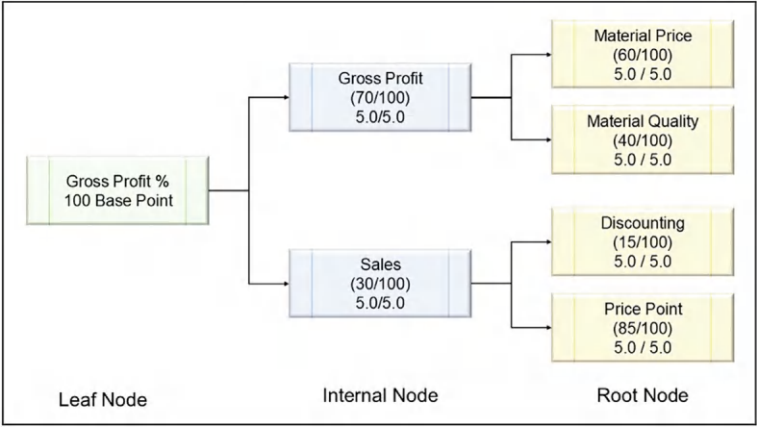 Gross Profit %
100 Base Point
Gross Profit
(70/100)
5.0/5.0
Sales
(30/100)
5.0/5.0
Material Price
(60/100)
5.0 / 5.0
Material Quality
(40/100)
5.0 / 5.0
Discounting
(15/100)
5.0 / 5.0
Price Point
(85/100)
5.0 / 5.0
Leaf Node
Internal Node
Root Node